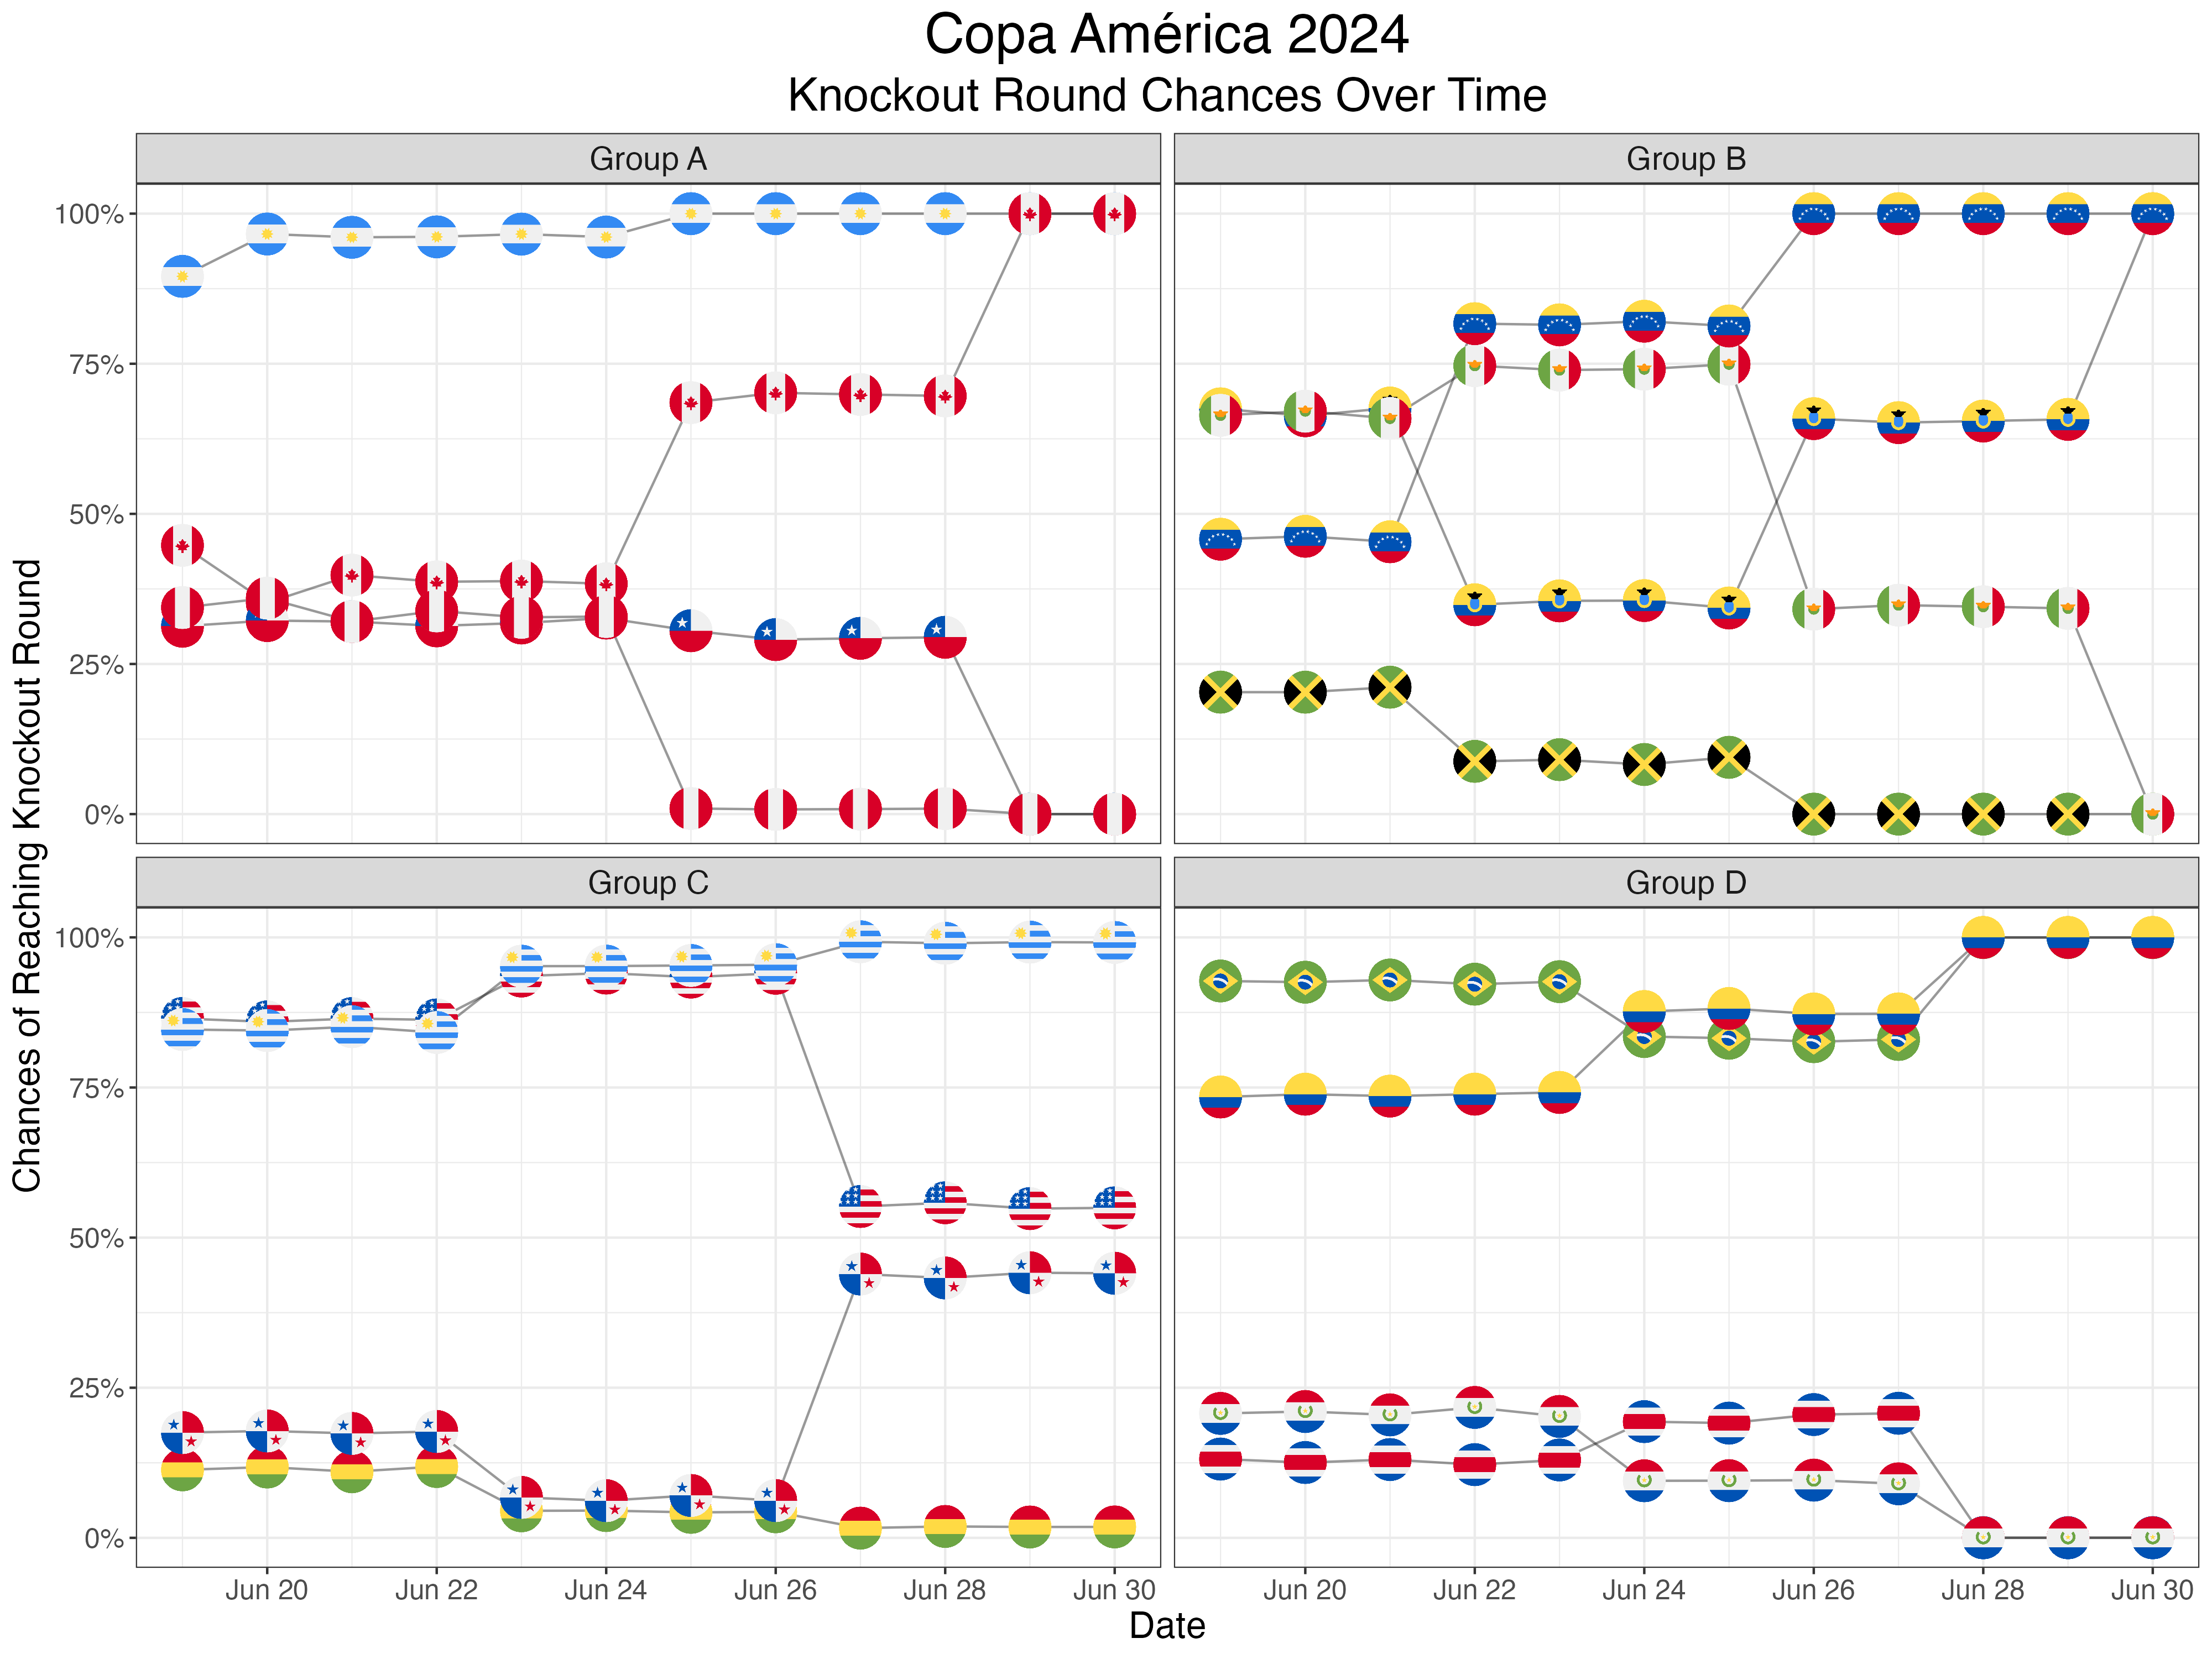 Copa América 2024
Knockout Round Chances Over Time
Group A
Group B
100%
75%
50%
25%
0%
Group C
Group D
100%
75%
50%
25%
0%
Chances of Reaching Knockout Round
Jun 20 Jun 22 Jun 24 Jun 26 Jun 28 Jun 30
Jun 20 Jun 22 Jun 24 Jun 26 Jun 28 Jun 30
Date